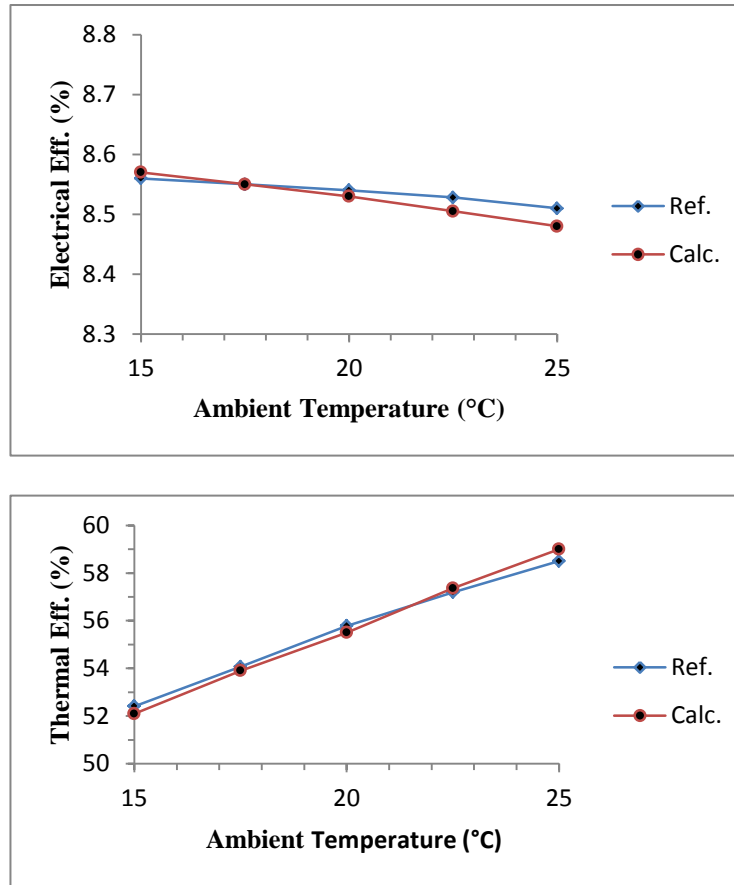 8.8
8.7
8.6
8.5
8.4
8.3
Electrical Eff. (%)
15 20 25
Ambient Temperature (°C)
Ref.
Calc.
60
58
56
54
52
50
Thermal Eff. (%)
15 20 25
Ambient Temperature (°C)
Ref.
Calc.